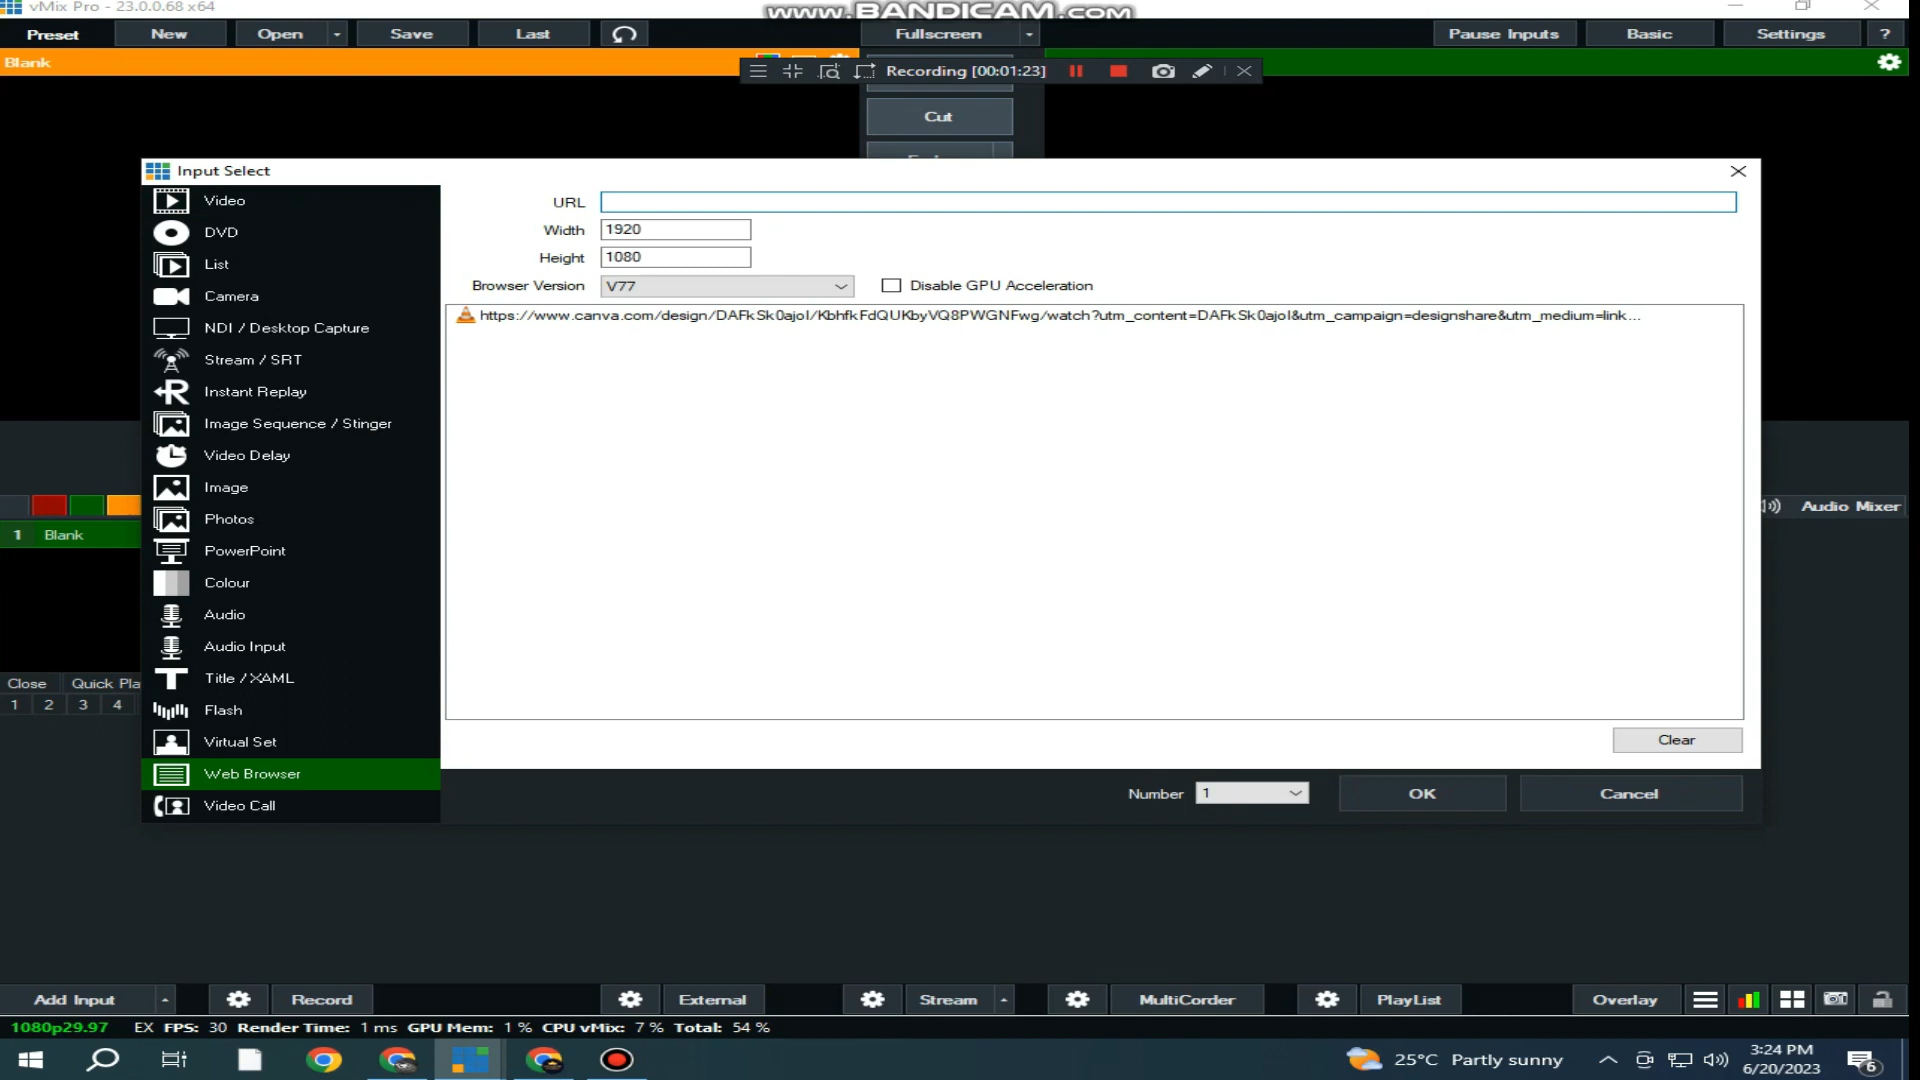 vMix Pro - 23.0.0.68 x64
www.BANDICAM.com
Preset New Open Save Last Fullscreen Pause Inputs Basic Settings ?
Blank
Recording [00:01:23]
Cut
Input Select
Video
DVD
List
Camera
NDI / Desktop Capture
Stream / SRT
Instant Replay
Image Sequence / Stinger
Video Delay
Image
Photos
PowerPoint
Colour
Audio
Audio Input
Title / XAML
Flash
Virtual Set
Web Browser
Video Call
URL
Width 1920
Height 1080
Browser Version V77 Disable GPU Acceleration
https://www.canva.com/design/DAFkSk0ajoI/KbhfkFdQUKbyVQ8PWGNFwg/watch?utm_content=DAFkSk0ajoI&utm_campaign=designshare&utm_medium=link...
Clear
Number 1 OK Cancel
1 Blank
Audio Mixer
Close Quick Pla
1 2 3 4
Add Input Record External Stream MultiCorder PlayList Overlay
1080p29.97 EX FPS: 30 Render Time: 1 ms GPU Mem: 1 % CPU vMix: 7 % Total: 54 %
25°C Partly sunny
3:24 PM
6/20/2023
6